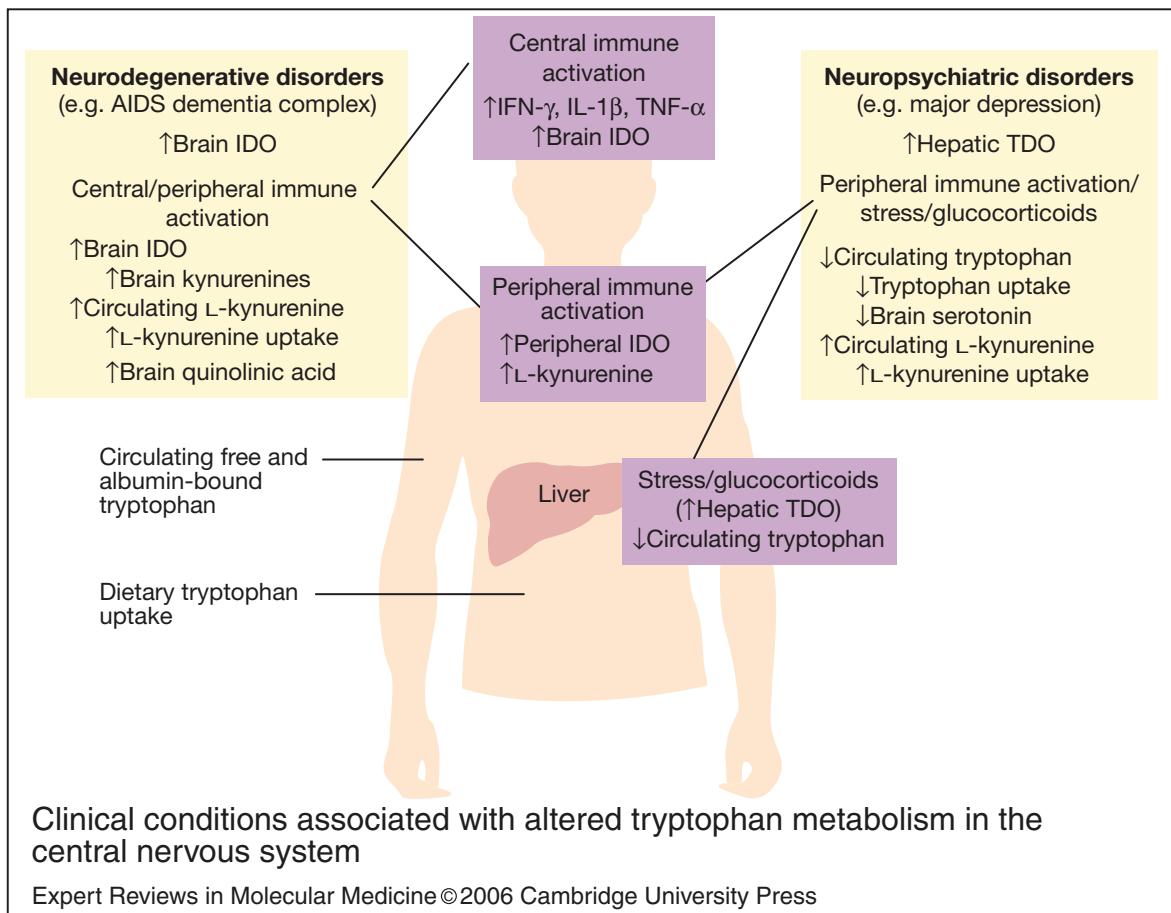 Neurodegenerative disorders
(e.g. AIDS dementia complex)
↑Brain IDO
Central/peripheral immune
activation
↑Brain IDO
↑Brain kynurenines
↑Circulating L-kynurenine
↑L-kynurenine uptake
↑Brain quinolinic acid
Central immune
activation
↑IFN-γ, IL-1β, TNF-α
↑Brain IDO
Neuropsychiatric disorders
(e.g. major depression)
↑Hepatic TDO
Peripheral immune activation/
stress/glucocorticoids
↓Circulating tryptophan
↓Tryptophan uptake
↓Brain serotonin
↑Circulating L-kynurenine
↑L-kynurenine uptake
Peripheral immune
activation
↑Peripheral IDO
↑L-kynurenine
Circulating free and
albumin-bound
tryptophan
Liver
Stress/glucocorticoids
(↑Hepatic TDO)
↓Circulating tryptophan
Dietary tryptophan
uptake
Clinical conditions associated with altered tryptophan metabolism in the
central nervous system
Expert Reviews in Molecular Medicine ©2006 Cambridge University Press